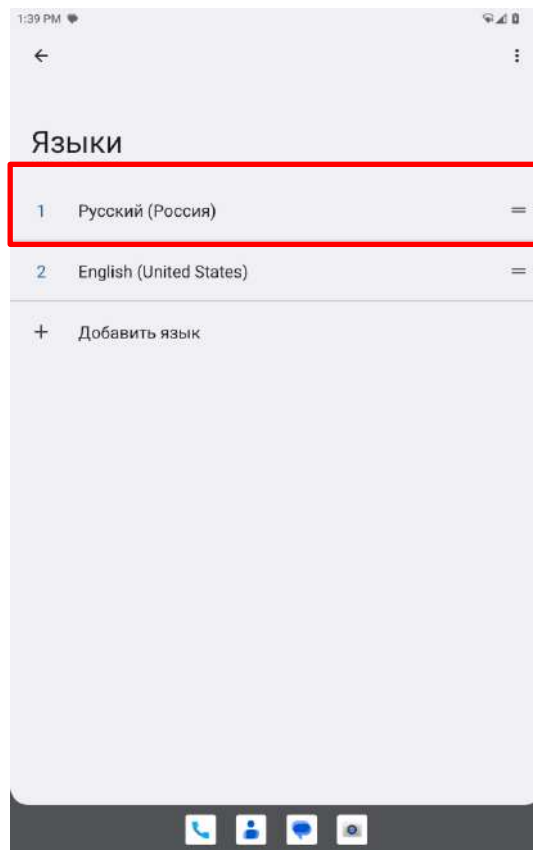 1:39 PM
Языки
1 Русский (Россия)
2 English (United States)
+ Добавить язык